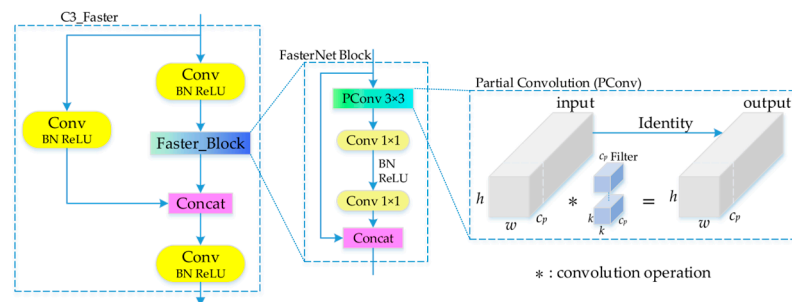 C3_Faster
Conv
BN ReLU
Conv
BN ReLU
Faster_Block
Concat
Conv
BN ReLU
FasterNet Block
PConv 3×3
Conv 1×1
BN
ReLU
Conv 1×1
Concat
Partial Convolution (PConv)
input
output
Identity
cₚ Filter
h
w
cₚ
*
k
k
cₚ
=
h
w
cₚ
* : convolution operation